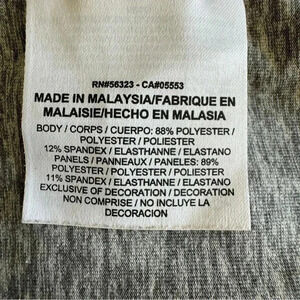 RN#56323 - CA#05553
MADE IN MALAYSIA/FABRIQUE EN
MALAISIE/HECHO EN MALASIA
BODY / CORPS / CUERPO: 88% POLYESTER /
POLYESTER / POLIESTER
12% SPANDEX / ELASTHANNE / ELASTANO
PANELS / PANNEAUX / PANELES: 89%
POLYESTER / POLYESTER / POLIESTER
11% SPANDEX / ELASTHANNE / ELASTANO
EXCLUSIVE OF DECORATION / DECORATION
NON COMPRISE / NO INCLUYE LA
DECORACION